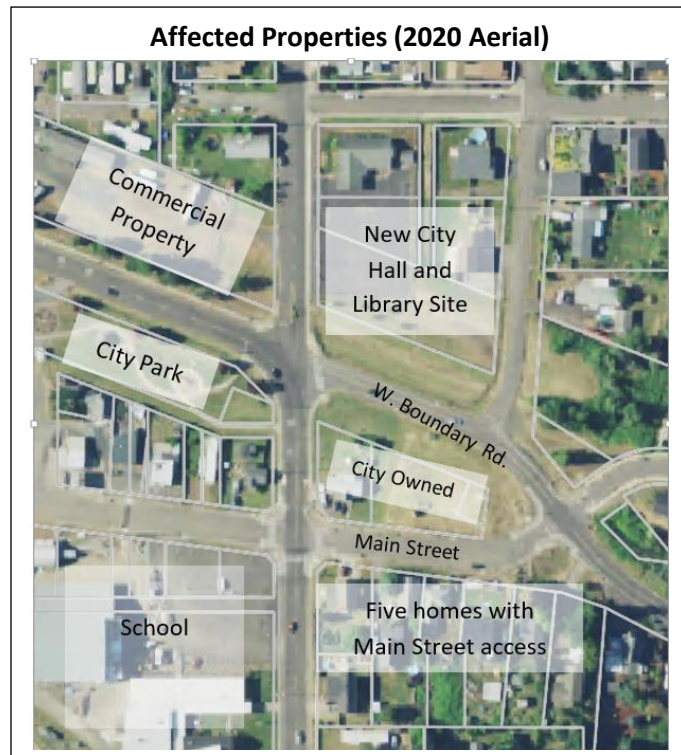 Affected Properties (2020 Aerial)
Commercial
Property
New City
Hall and
Library Site
City Park
W. Boundary Rd.
City Owned
Main Street
School
Five homes with
Main Street access